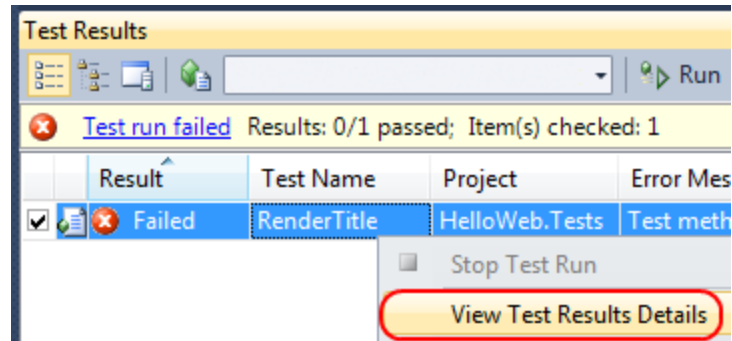 Test Results
Run
Test run failed Results: 0/1 passed; Item(s) checked: 1
Result Test Name Project Error Mes
Failed RenderTitle HelloWeb.Tests Test meth
Stop Test Run
View Test Results Details